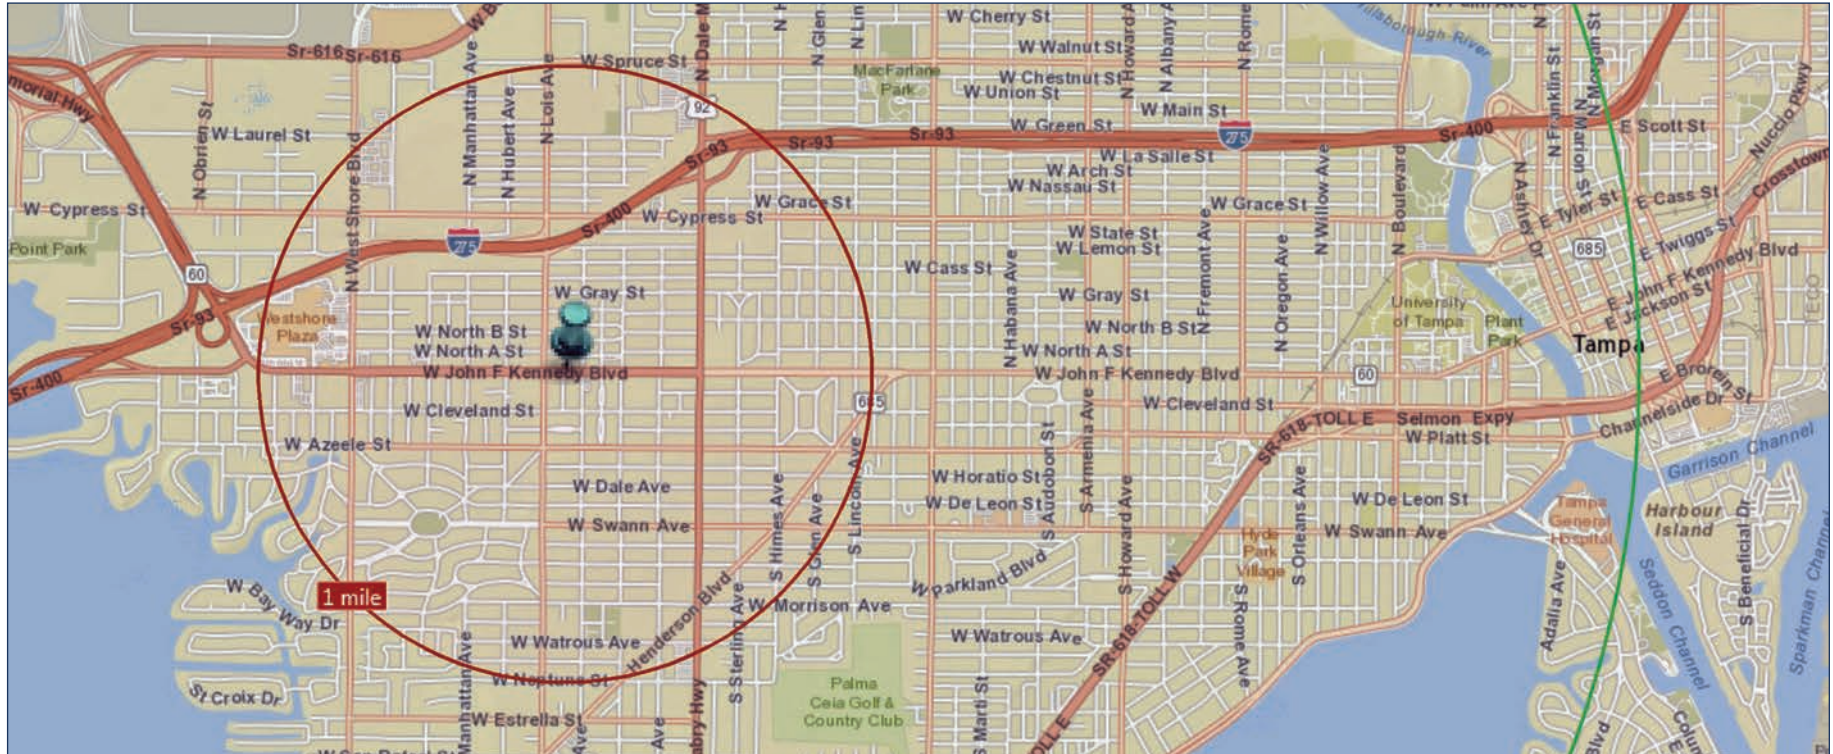 W Cherry St
Hillsborough-River
Sr-616
Sr-616
W Spruce St
W Walnut St
MacFarlane
Park
W Chestnut St
W Union St
92
W Main St
W Laurel St
W Green St
275
Sr-93
Sr-93
Sr-93
Sr-400
E Scott St
N Obrien St
N West Shore Blvd
N Manhattan Ave
N Hubert Ave
N Lois Ave
N Glen
N Franklin St
N Marion St
N Morgan St
Nuccio Pkwy
Crosstown
W La Salle St
W Arch St
W Nassau St
W Cypress St
W Cypress St
W Grace St
W Grace St
N Willow Ave
N Boulevard
N Ashley Dr
E Cass St
E Tyler St
Sr-400
275
Point Park
60
W State St
W Lemon St
685
E Twiggs St
E John F Kennedy Blvd
E Jackson St
W Cass St
N Habana Ave
N Fremont Ave
N Oregon Ave
W Gray St
W Gray St
Sr-93
Westshore
Plaza
W North B St
W North A St
W North B St
W North A St
University
of Tampa
Plant
Park
Tampa
TECO
Sr-400
W John F Kennedy Blvd
W John F Kennedy Blvd
60
E Brorein St
Channelside Dr
W Cleveland St
685
W Cleveland St
SR-618-TOLL E
Selmon Expy
W Platt St
W Azeele St
Garrison Channel
S Lincoln Ave
S Himes Ave
S Glen Ave
S Audobon St
S Armenia Ave
S Howard Ave
S Orleans Ave
W Dale Ave
W Horatio St
W De Leon St
W De Leon St
W Swann Ave
W Swann Ave
Tampa
General
Hospital
Harbour
Island
Hyde
Park
Village
S Beneficial Dr
Seddon Channel
Sparkman Channel
1 mile
W Bay Way Dr
W Parkland Blvd
W Morrison Ave
Henderson Blvd
S Sterling Ave
W Watrous Ave
W Watrous Ave
SR-618-TOLL W
S Rome Ave
Adalia Ave
W Neptune St
St Croix Dr
Palma
Ceia Golf &
Country Club
S Marti St
W Estrella St
Manhattan Ave
Ave
Ave
Blvd